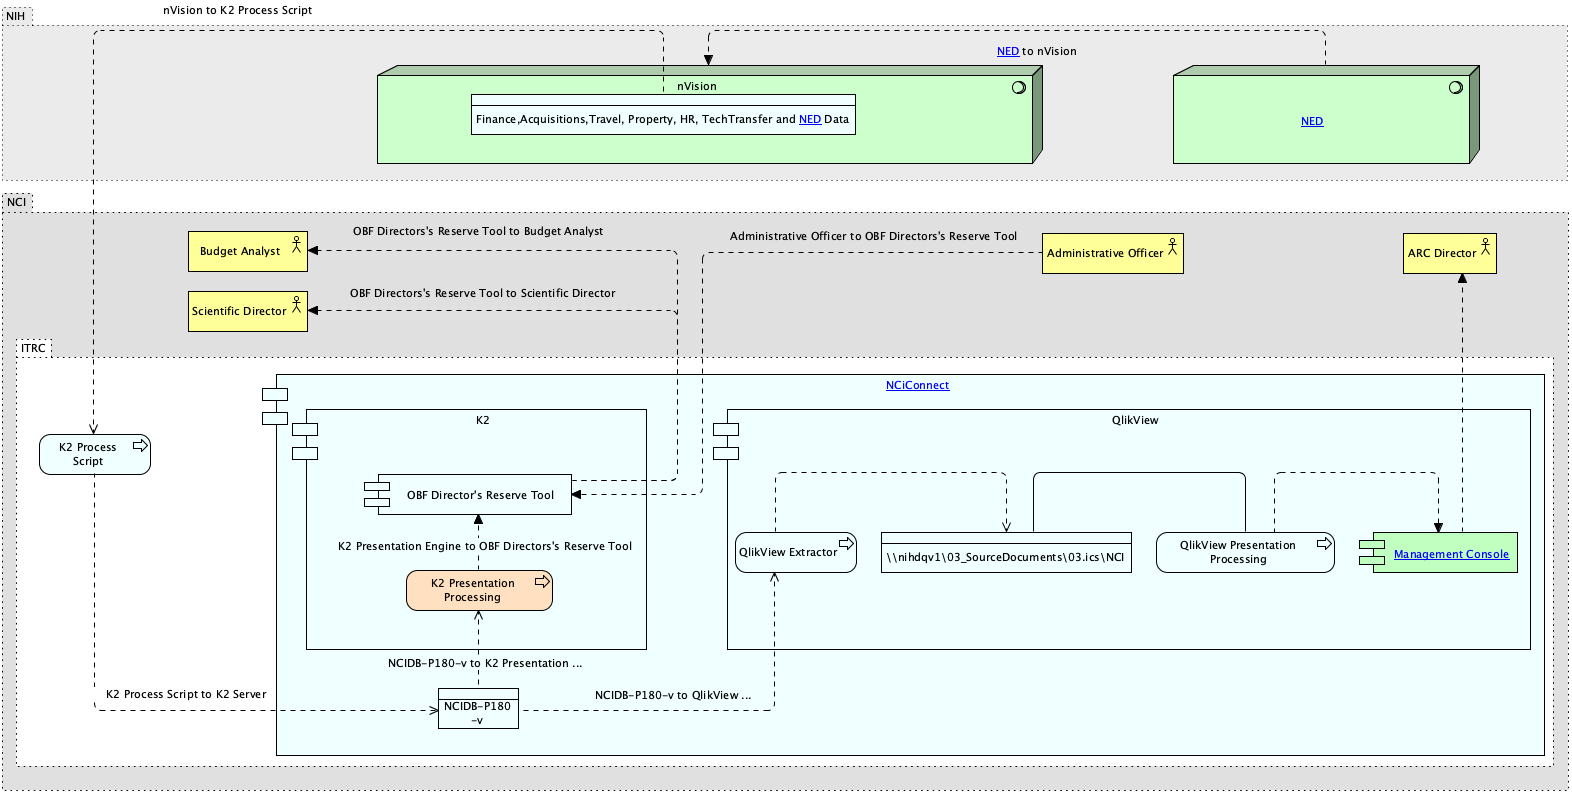 nVision to K2 Process Script
NIH
NED to nVision
nVision
Finance,Acquisitions,Travel, Property, HR, TechTransfer and NED Data
NED
NCI
Budget Analyst
OBF Directors's Reserve Tool to Budget Analyst
Administrative Officer to OBF Directors's Reserve Tool
Administrative Officer
ARC Director
Scientific Director
OBF Directors's Reserve Tool to Scientific Director
ITRC
NCiConnect
K2
QlikView
K2 Process
Script
OBF Director's Reserve Tool
K2 Presentation Engine to OBF Directors's Reserve Tool
QlikView Extractor
\\nihdqv1\03_SourceDocuments\03.ics\NCI
QlikView Presentation
Processing
Management Console
K2 Presentation
Processing
NCIDB-P180-v to K2 Presentation ...
K2 Process Script to K2 Server
NCIDB-P180
-v
NCIDB-P180-v to QlikView ...